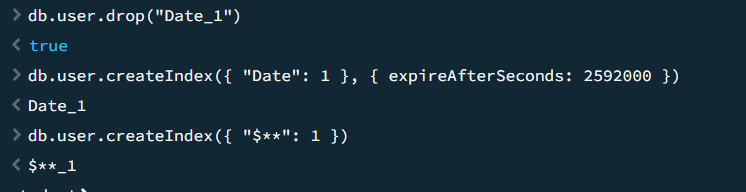 > db.user.drop("Date_1")
< true
> db.user.createIndex({ "Date": 1 }, { expireAfterSeconds: 2592000 })
< Date_1
> db.user.createIndex({ "$**": 1 })
< $**_1